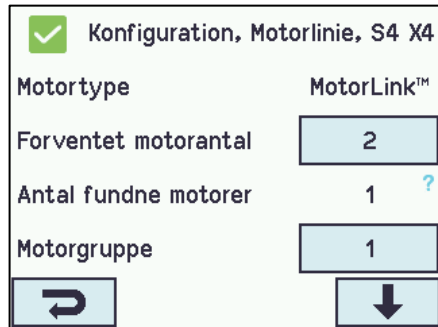 Konfiguration, Motorlinie, S4 X4
Motortype MotorLink™
Forventet motorantal 2
Antal fundne motorer 1 ?
Motorgruppe 1